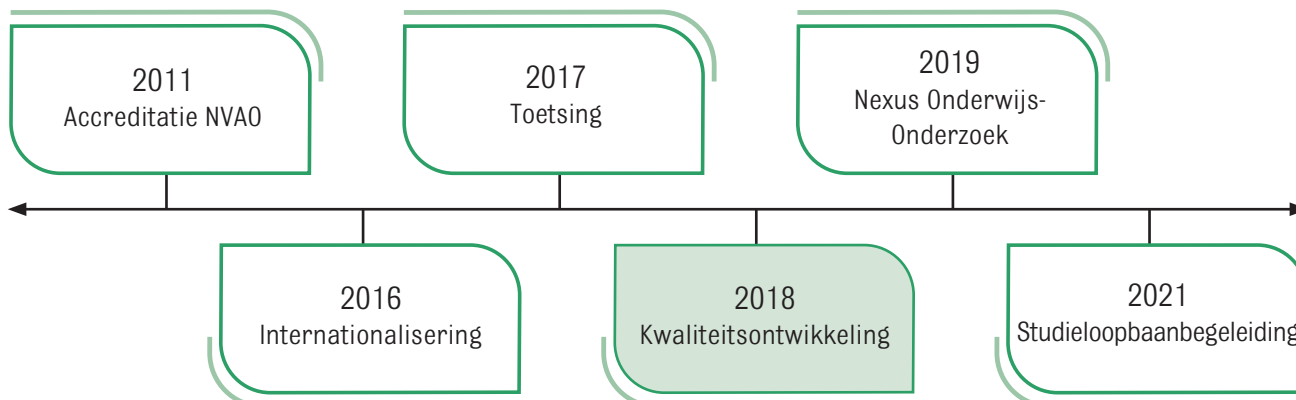 2011
Accreditatie NVAO
2016
Internationalisering
2017
Toetsing
2018
Kwaliteitsontwikkeling
2019
Nexus Onderwijs-
Onderzoek
2021
Studieloopbaanbegeleiding